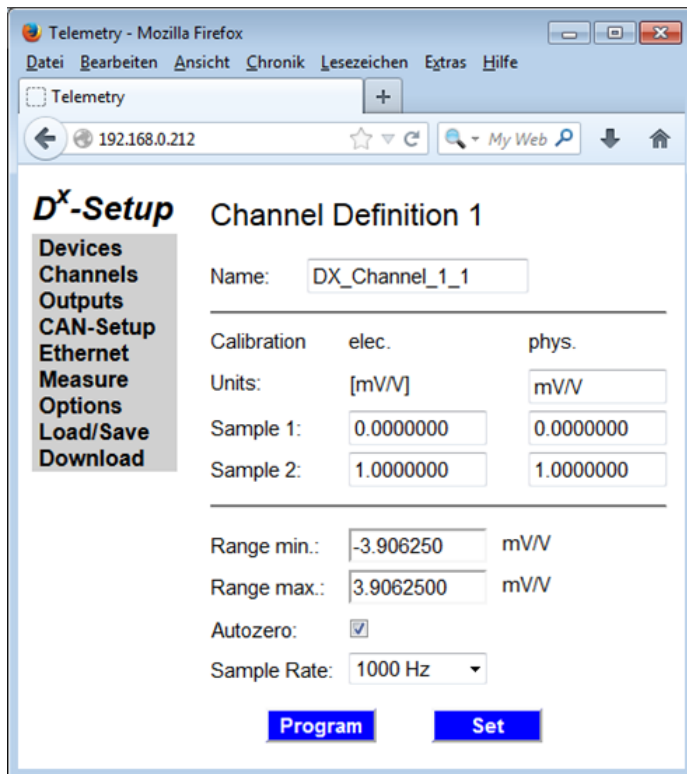 Telemetry - Mozilla Firefox
Datei Bearbeiten Ansicht Chronik Lesezeichen Extras Hilfe
Telemetry +
192.168.0.212 My Web
Dx-Setup
Devices
Channels
Outputs
CAN-Setup
Ethernet
Measure
Options
Load/Save
Download
Channel Definition 1
Name: DX_Channel_1_1
Calibration elec. phys.
Units: [mV/V] mV/V
Sample 1: 0.0000000 0.0000000
Sample 2: 1.0000000 1.0000000
Range min.: -3.906250 mV/V
Range max.: 3.9062500 mV/V
Autozero:
Sample Rate: 1000 Hz
Program Set